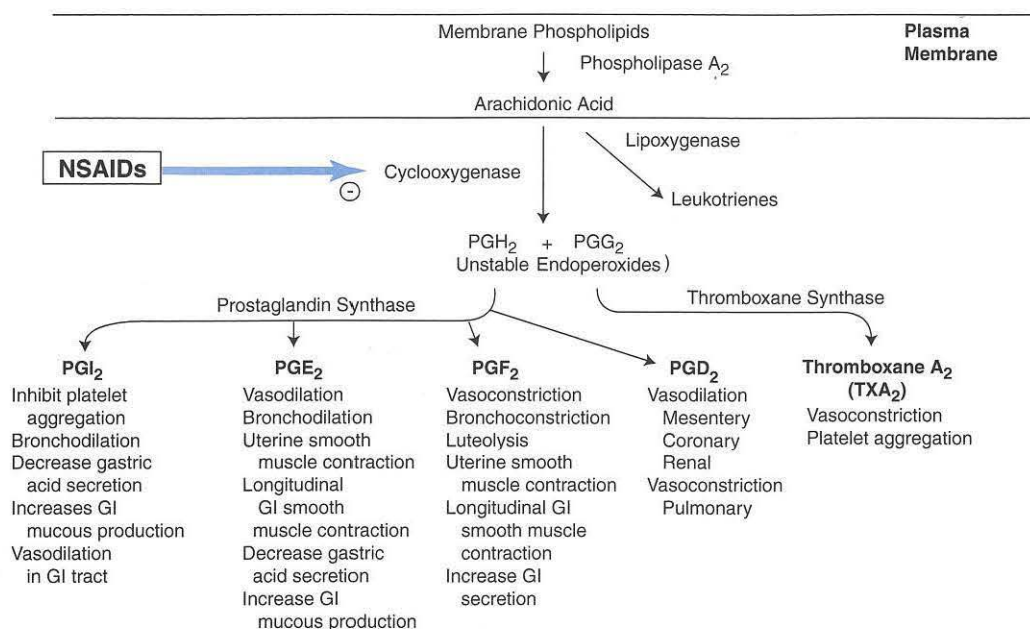 Membrane Phospholipids
Plasma
Membrane
Phospholipase A2
Arachidonic Acid
Lipoxygenase
NSAIDs
Cyclooxygenase
-
Leukotrienes
PGH2 + PGG2
Unstable Endoperoxides)
Prostaglandin Synthase
Thromboxane Synthase
PGI2
Inhibit platelet
aggregation
Bronchodilation
Decrease gastric
acid secretion
Increases GI
mucous production
Vasodilation
in GI tract
PGE2
Vasodilation
Bronchodilation
Uterine smooth
muscle contraction
Longitudinal
GI smooth
muscle contraction
Decrease gastric
acid secretion
Increase GI
mucous production
PGF2
Vasoconstriction
Bronchoconstriction
Luteolysis
Uterine smooth
muscle contraction
Longitudinal GI
smooth muscle
contraction
Increase GI
secretion
PGD2
Vasodilation
Mesentery
Coronary
Renal
Vasoconstriction
Pulmonary
Thromboxane A2
(TXA2)
Vasoconstriction
Platelet aggregation